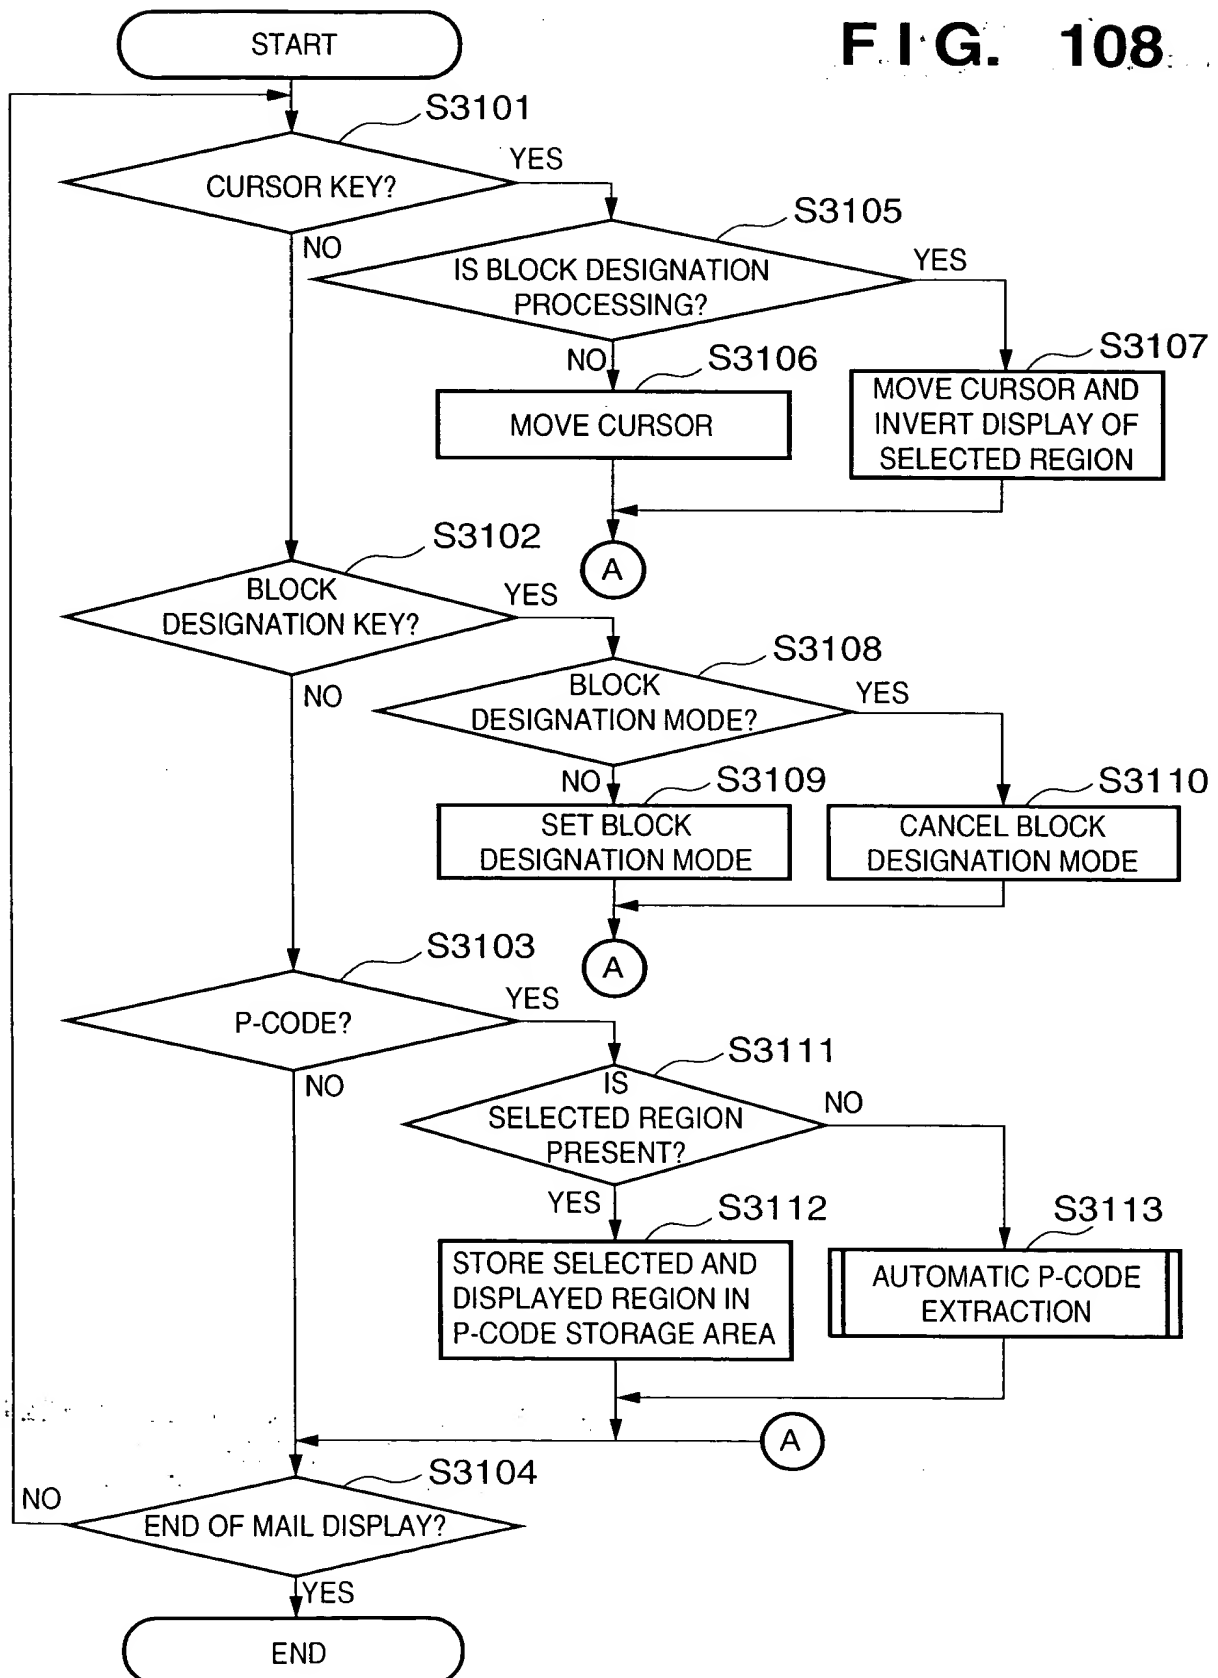 FIG. 108
START
S3101
CURSOR KEY?
YES
NO
S3105
IS BLOCK DESIGNATION
PROCESSING?
YES
NO
S3106
MOVE CURSOR
S3107
MOVE CURSOR AND
INVERT DISPLAY OF
SELECTED REGION
A
S3102
BLOCK
DESIGNATION KEY?
YES
NO
S3108
BLOCK
DESIGNATION MODE?
YES
NO
S3109
SET BLOCK
DESIGNATION MODE
S3110
CANCEL BLOCK
DESIGNATION MODE
A
S3103
P-CODE?
YES
NO
S3111
IS
SELECTED REGION
PRESENT?
NO
YES
S3112
STORE SELECTED AND
DISPLAYED REGION IN
P-CODE STORAGE AREA
S3113
AUTOMATIC P-CODE
EXTRACTION
A
S3104
END OF MAIL DISPLAY?
NO
YES
END